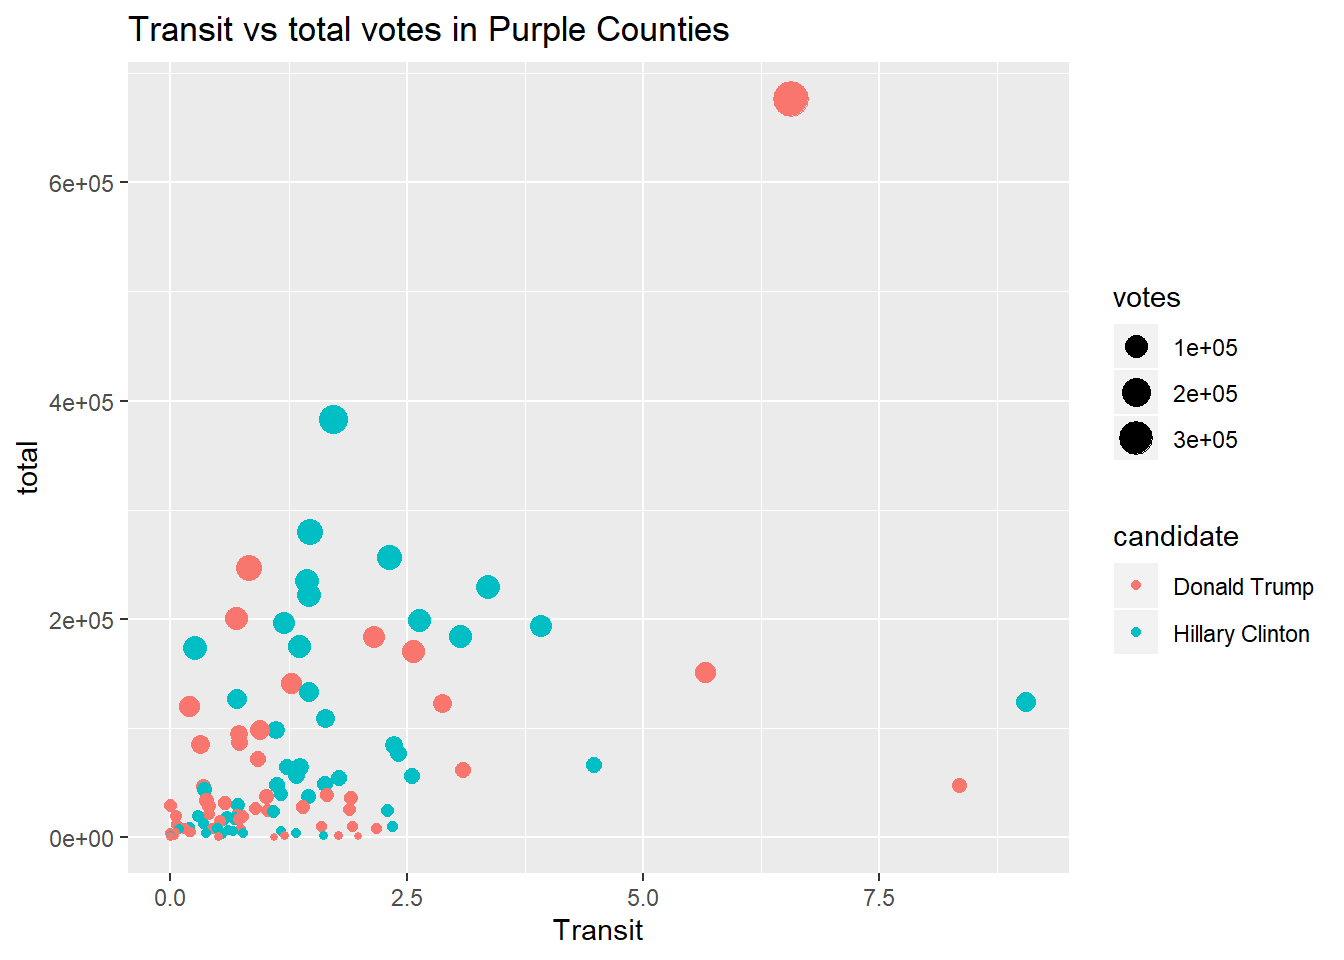 Transit vs total votes in Purple Counties
6e+05
4e+05
2e+05
0e+00
total
0.0 2.5 5.0 7.5
Transit
votes
1e+05
2e+05
3e+05
candidate
Donald Trump
Hillary Clinton